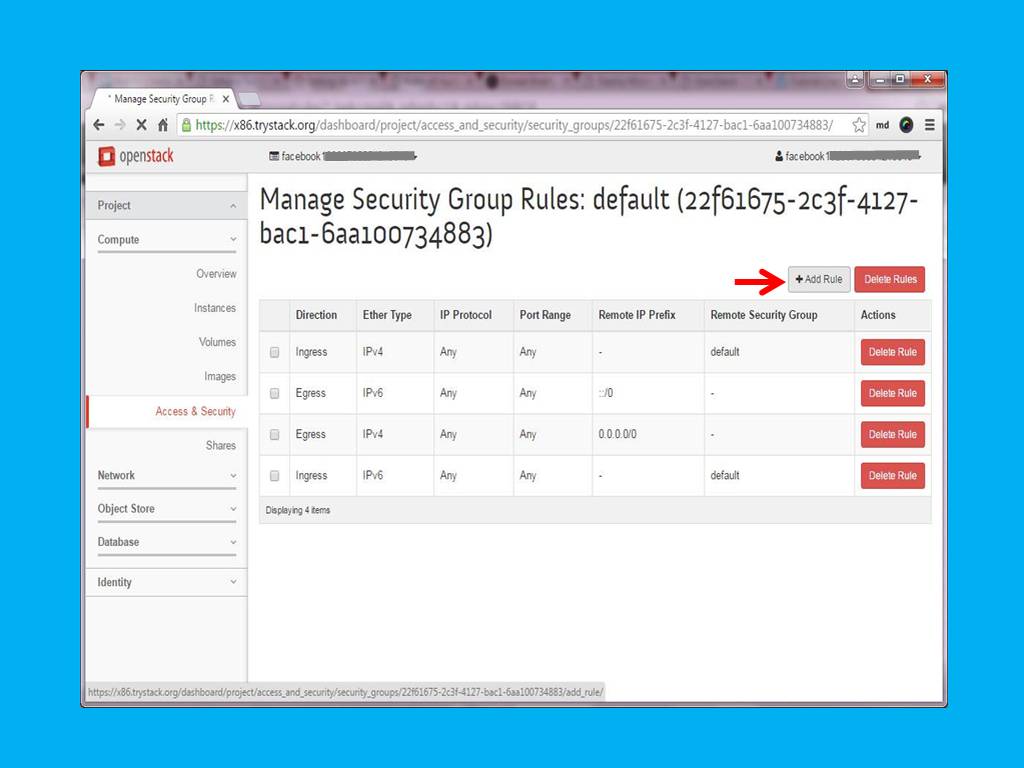 Manage Security Group R
https://x86.trystack.org/dashboard/project/access_and_security/security_groups/22f61675-2c3f-4127-bac1-6aa100734883/
md
openstack
facebook1
facebook1
Project
Compute
Overview
Instances
Volumes
Images
Access & Security
Shares
Network
Object Store
Database
Identity
Manage Security Group Rules: default (22f61675-2c3f-4127-
bac1-6aa100734883)
+ Add Rule Delete Rules
Direction Ether Type IP Protocol Port Range Remote IP Prefix Remote Security Group Actions
Ingress IPv4 Any Any - default Delete Rule
Egress IPv6 Any Any ::/0 - Delete Rule
Egress IPv4 Any Any 0.0.0.0/0 - Delete Rule
Ingress IPv6 Any Any - default Delete Rule
Displaying 4 items
https://x86.trystack.org/dashboard/project/access_and_security/security_groups/22f61675-2c3f-4127-bac1-6aa100734883/add_rule/